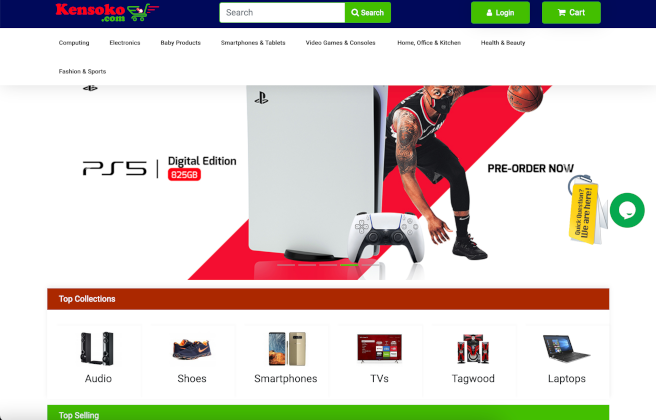 Kensoko
.com
Search
Search
Login
Cart
Computing
Electronics
Baby Products
Smartphones & Tablets
Video Games & Consoles
Home, Office & Kitchen
Health & Beauty
Fashion & Sports
PS5
Digital Edition
825GB
PRE-ORDER NOW
Quick Question?
We are here!
Top Collections
Audio
Shoes
Smartphones
TVs
Tagwood
Laptops
Top Selling